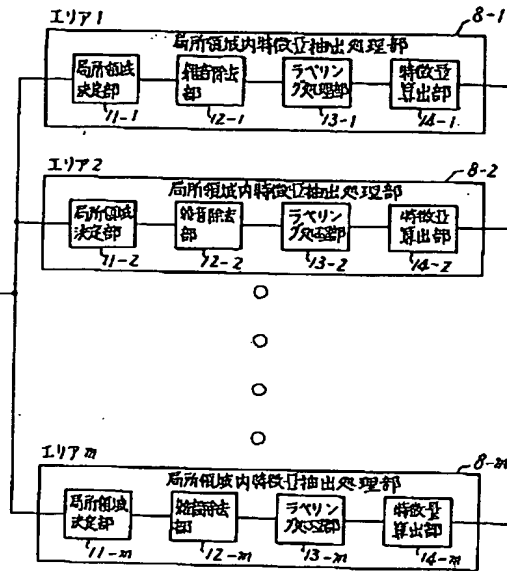 エリア1
8-1
局所領域内特徴量抽出処理部
局所領域
決定部
11-1
雑音除去
部
12-1
ラベリン
グ処理部
13-1
特徴量
算出部
14-1
エリア2
8-2
局所領域内特徴量抽出処理部
局所領域
決定部
11-2
雑音除去
部
12-2
ラベリン
グ処理部
13-2
特徴量
算出部
14-2
エリアm
8-m
局所領域内特徴量抽出処理部
局所領域
決定部
11-m
雑音除去
部
12-m
ラベリン
グ処理部
13-m
特徴量
算出部
14-m